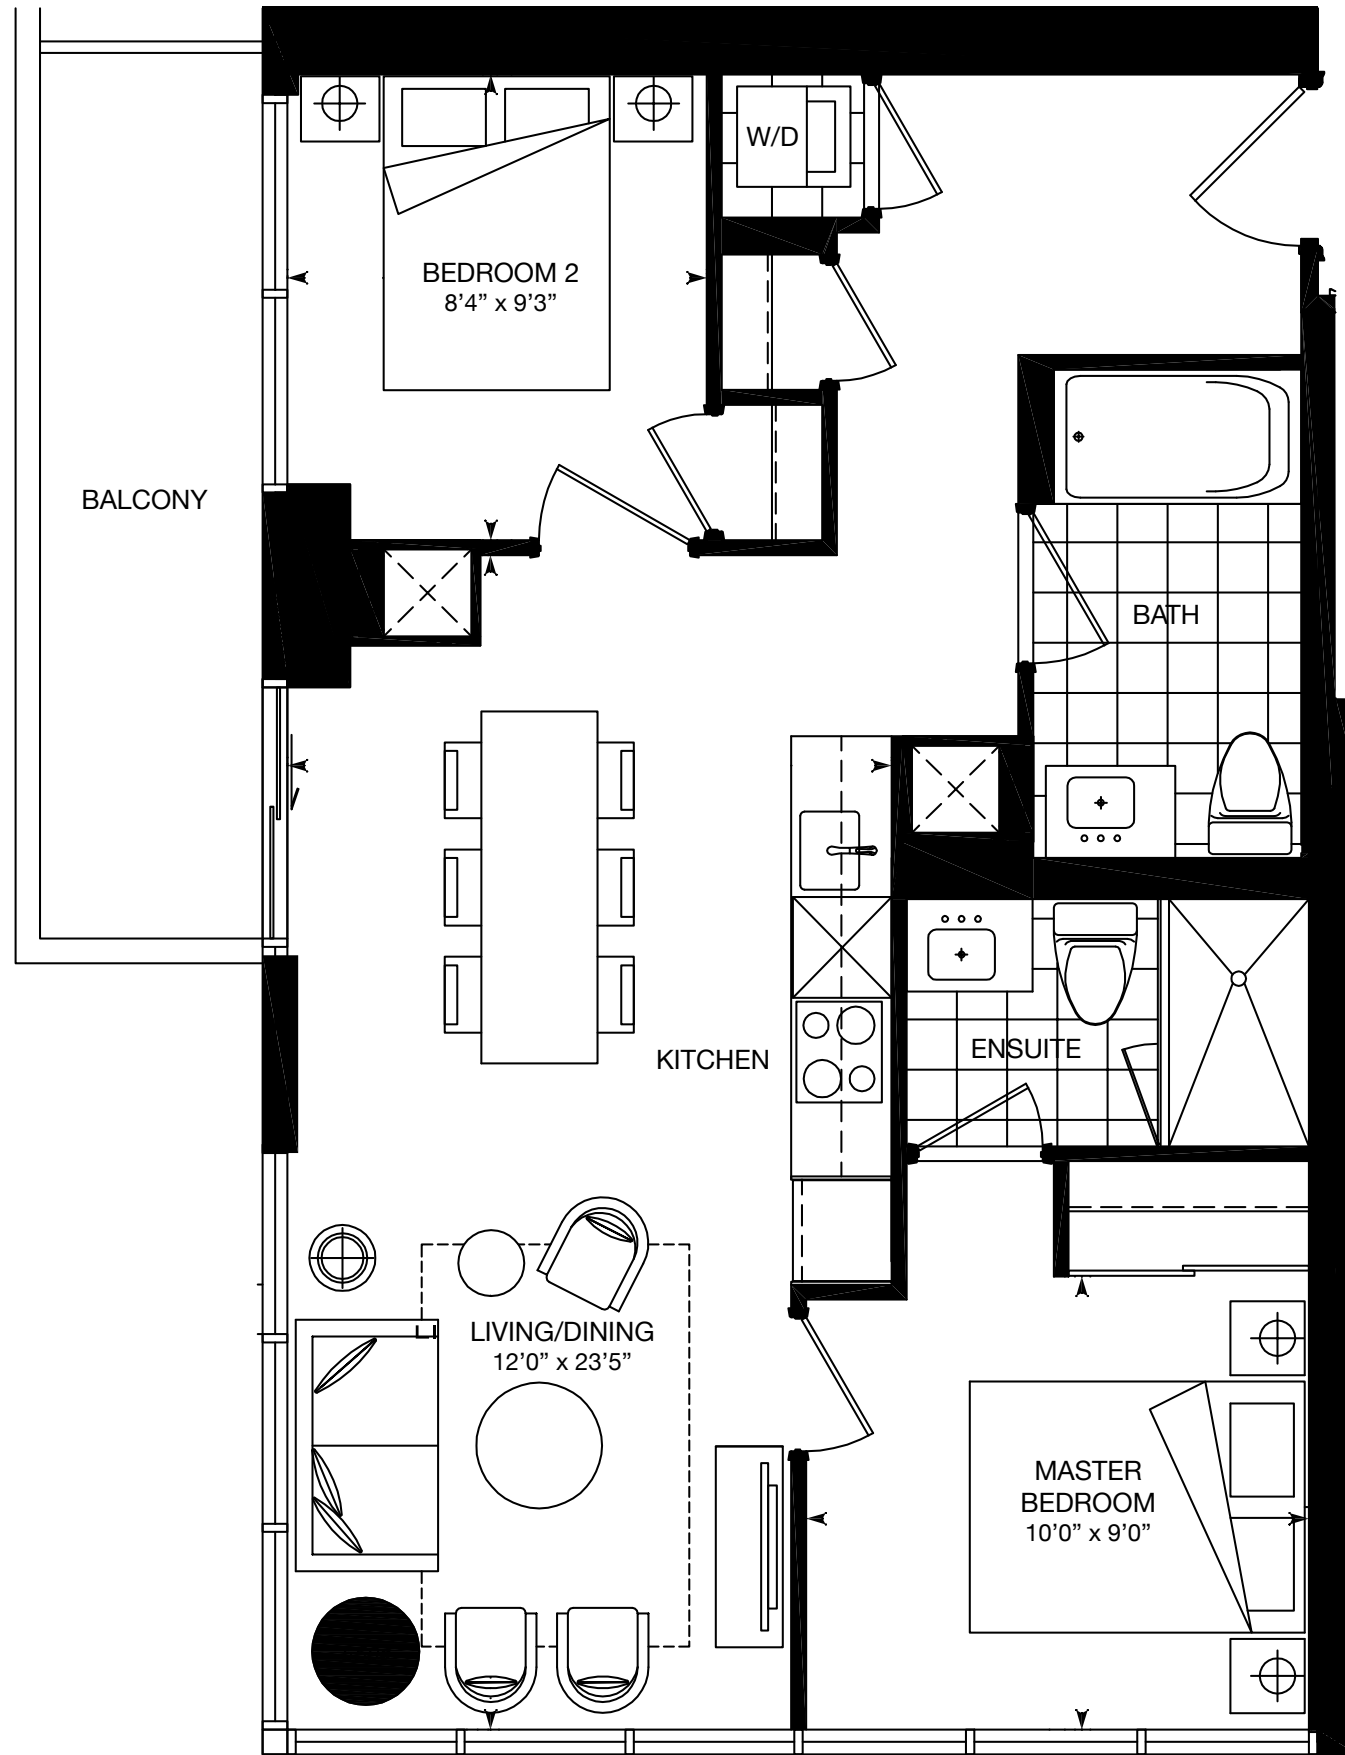 W/D
BEDROOM 2
8’4” x 9’3”
BALCONY
BATH
ENSUITE
KITCHEN
LIVING/DINING
12’0” x 23’5”
MASTER
BEDROOM
10’0” x 9’0”